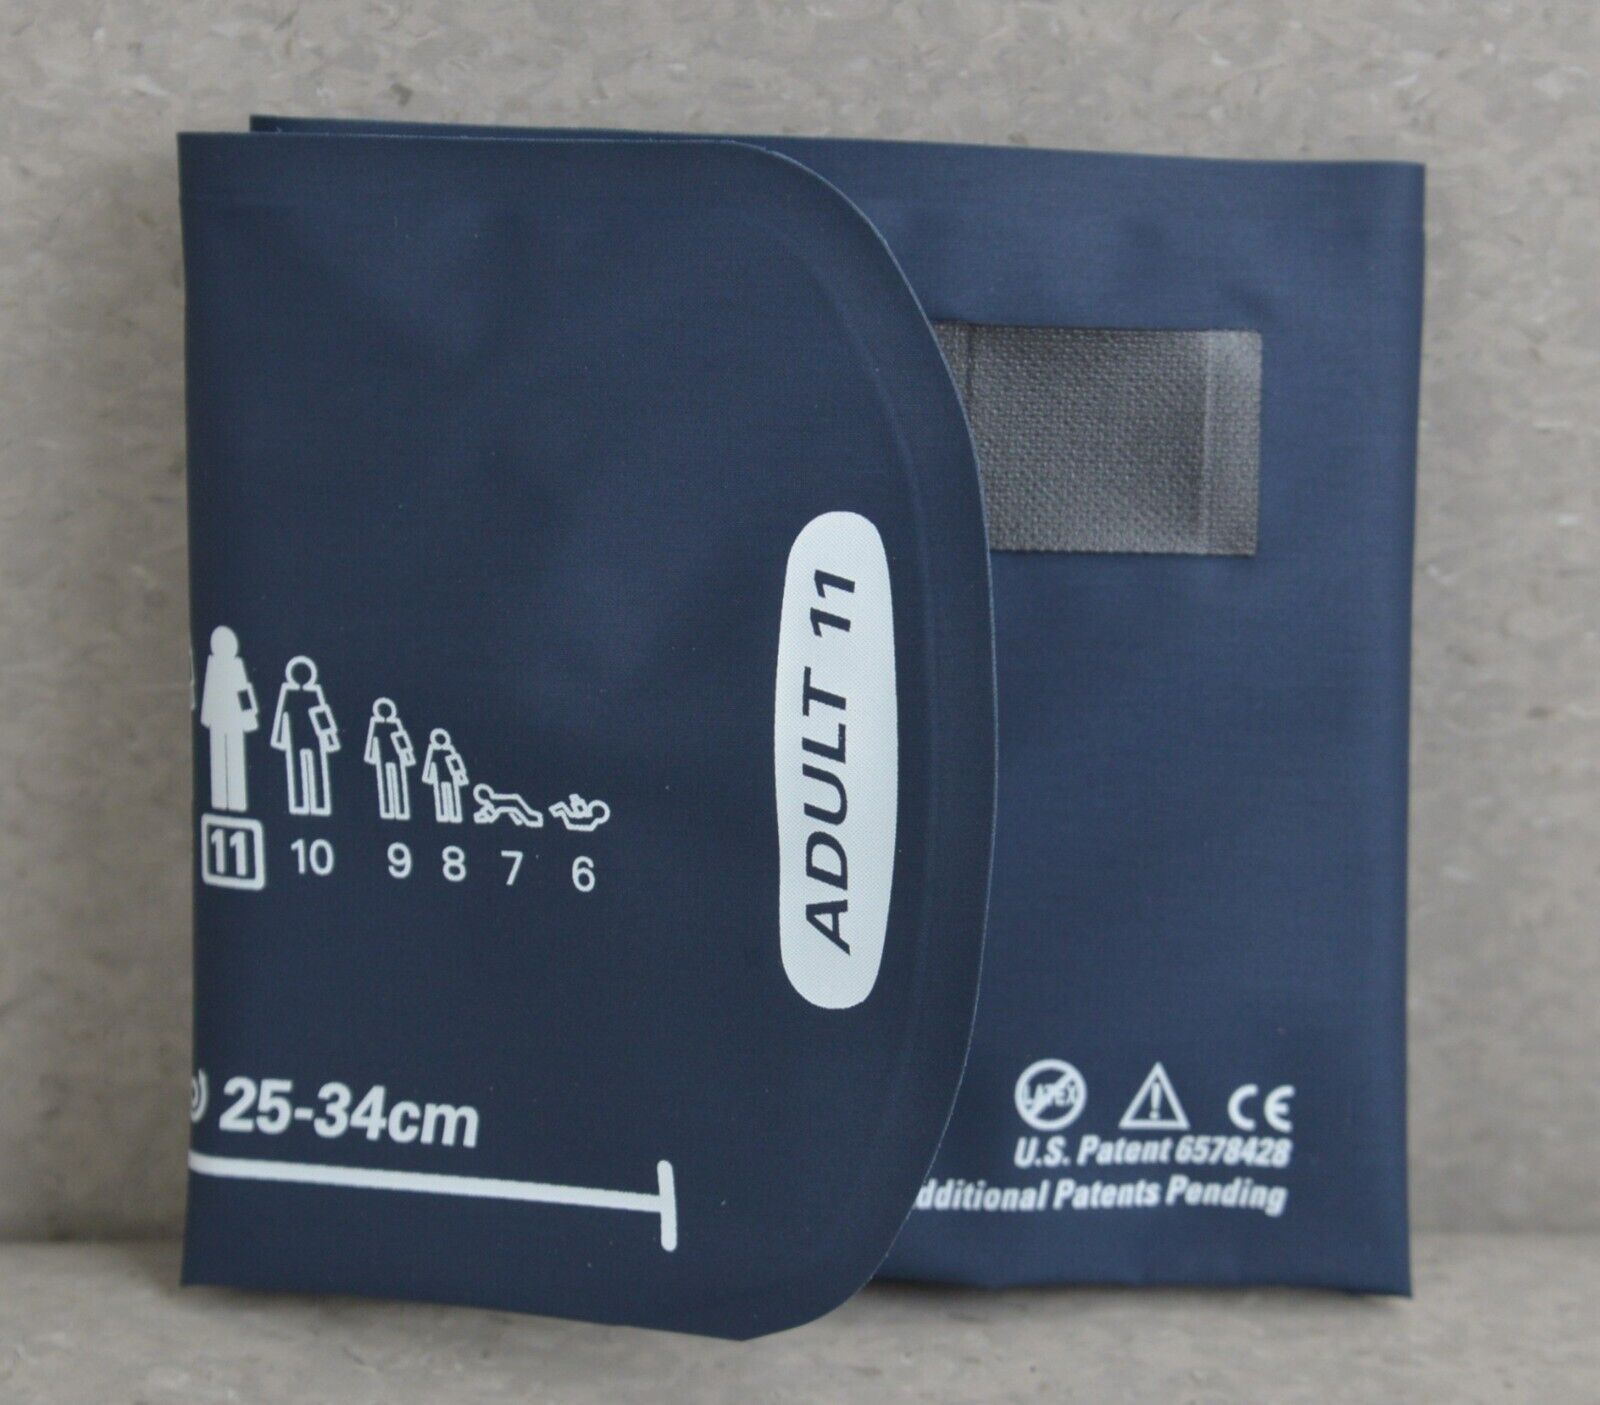 ADULT 11
11 10 9 8 7 6
25-34cm
LATEX
CE
U.S. Patent 6578428
dditional Patents Pending